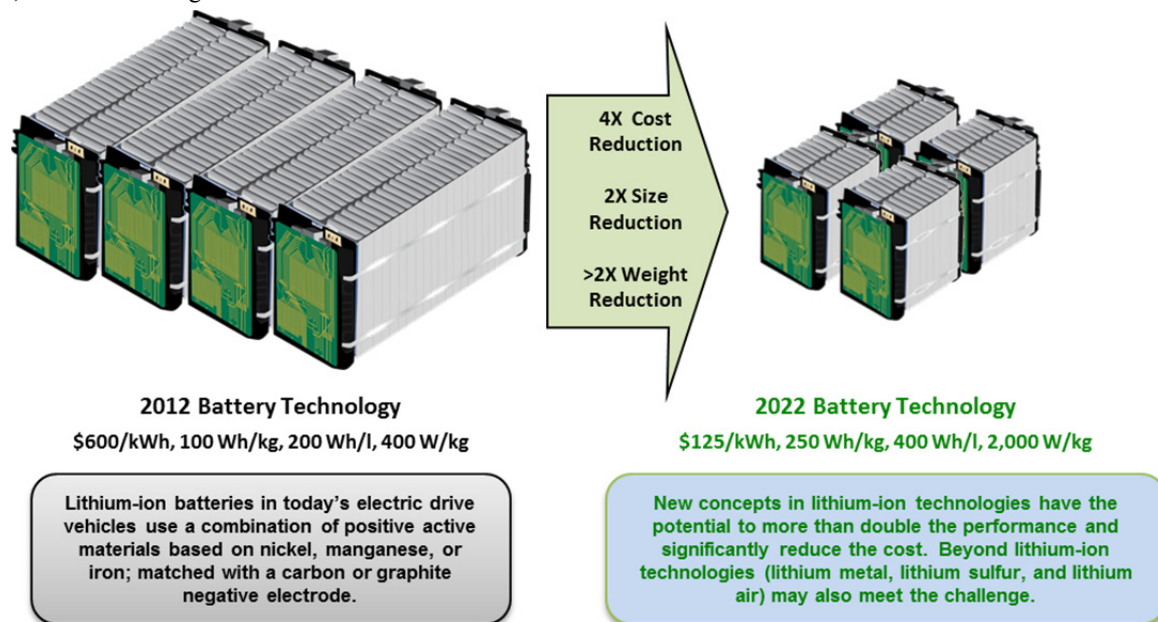 4X Cost
Reduction
2X Size
Reduction
>2X Weight
Reduction
2012 Battery Technology
$600/kWh, 100 Wh/kg, 200 Wh/l, 400 W/kg
Lithium-ion batteries in today's electric drive
vehicles use a combination of positive active
materials based on nickel, manganese, or
iron; matched with a carbon or graphite
negative electrode.
2022 Battery Technology
$125/kWh, 250 Wh/kg, 400 Wh/l, 2,000 W/kg
New concepts in lithium-ion technologies have the
potential to more than double the performance and
significantly reduce the cost. Beyond lithium-ion
technologies (lithium metal, lithium sulfur, and lithium
air) may also meet the challenge.